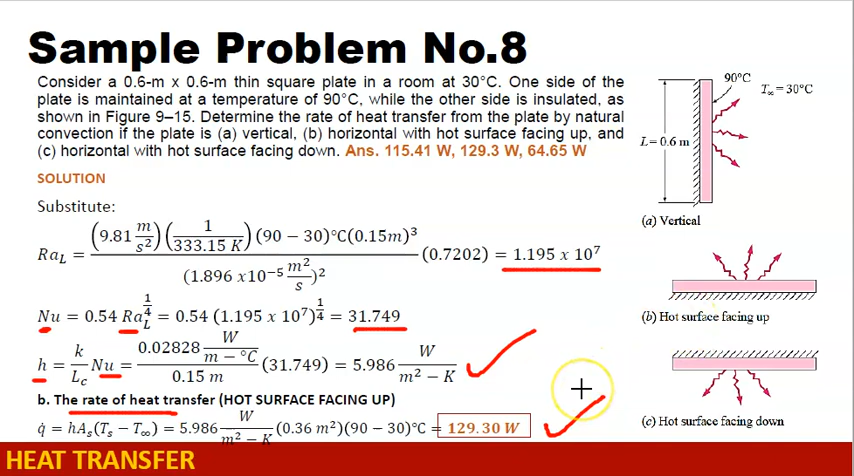 Sample Problem No.8
Consider a 0.6-m x 0.6-m thin square plate in a room at 30°C. One side of the
plate is maintained at a temperature of 90°C, while the other side is insulated, as
shown in Figure 9–15. Determine the rate of heat transfer from the plate by natural
convection if the plate is (a) vertical, (b) horizontal with hot surface facing up, and
(c) horizontal with hot surface facing down. Ans. 115.41 W, 129.3 W, 64.65 W
SOLUTION
Substitute:
Ra_L = (9.81 m/s²)(1/333.15 K)(90 − 30)°C(0.15m)³ / (1.896 x10⁻⁵ m²/s)² (0.7202) = 1.195 x 10⁷
Nu = 0.54 Ra_L^(1/4) = 0.54 (1.195 x 10⁷)^(1/4) = 31.749
h = k/L_c Nu = 0.02828 W/(m − °C) / 0.15 m (31.749) = 5.986 W/(m² − K)
b. The rate of heat transfer (HOT SURFACE FACING UP)
q̇ = hA_s(T_s − T_∞) = 5.986 W/(m² − K) (0.36 m²)(90 − 30)°C = 129.30 W
90°C
T_∞ = 30°C
L = 0.6 m
(a) Vertical
(b) Hot surface facing up
(c) Hot surface facing down
HEAT TRANSFER